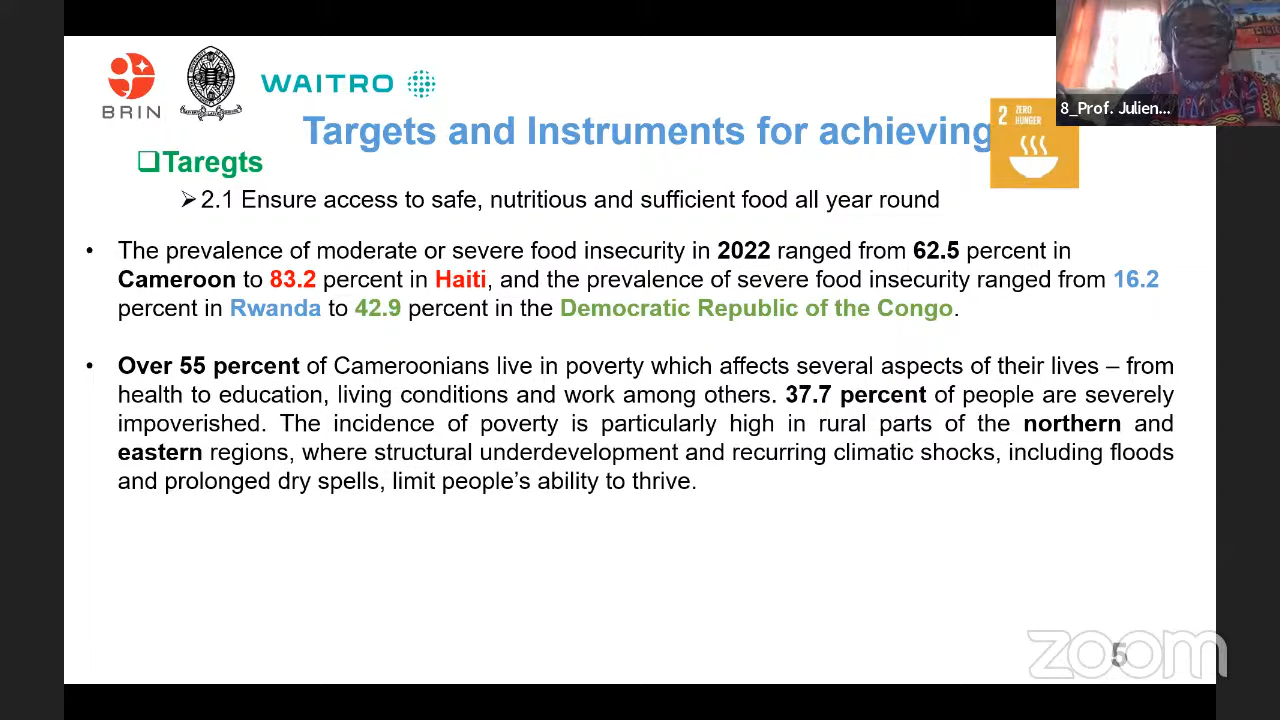 BRIN
WAITRO
8_Prof. Julien...
Targets and Instruments for achieving
2 ZERO
HUNGER
❑Taregts
➢2.1 Ensure access to safe, nutritious and sufficient food all year round
• The prevalence of moderate or severe food insecurity in 2022 ranged from 62.5 percent in
Cameroon to 83.2 percent in Haiti, and the prevalence of severe food insecurity ranged from 16.2
percent in Rwanda to 42.9 percent in the Democratic Republic of the Congo.
• Over 55 percent of Cameroonians live in poverty which affects several aspects of their lives – from
health to education, living conditions and work among others. 37.7 percent of people are severely
impoverished. The incidence of poverty is particularly high in rural parts of the northern and
eastern regions, where structural underdevelopment and recurring climatic shocks, including floods
and prolonged dry spells, limit people's ability to thrive.
zoom
5